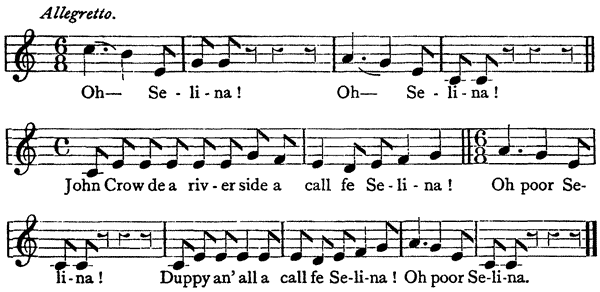 Allegretto.
Oh— Se - li - na ! Oh— Se - li - na !
John Crow de a riv - er side a call fe Se - li - na ! Oh poor Se-
li - na ! Duppy an' all a call fe Se - li - na ! Oh poor Se - li - na.